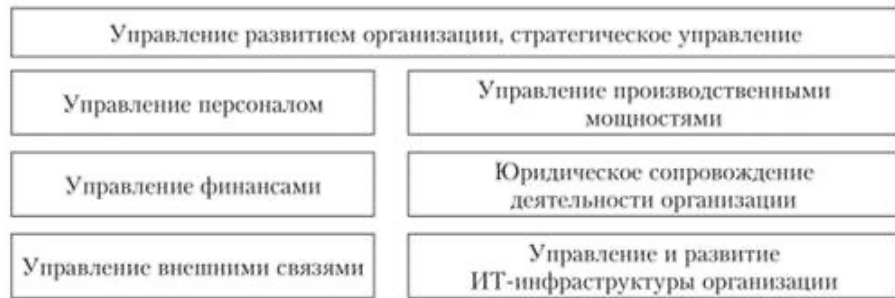 Управление развитием организации, стратегическое управление
Управление персоналом
Управление производственными
мощностями
Управление финансами
Юридическое сопровождение
деятельности организации
Управление внешними связями
Управление и развитие
ИТ-инфраструктуры организации